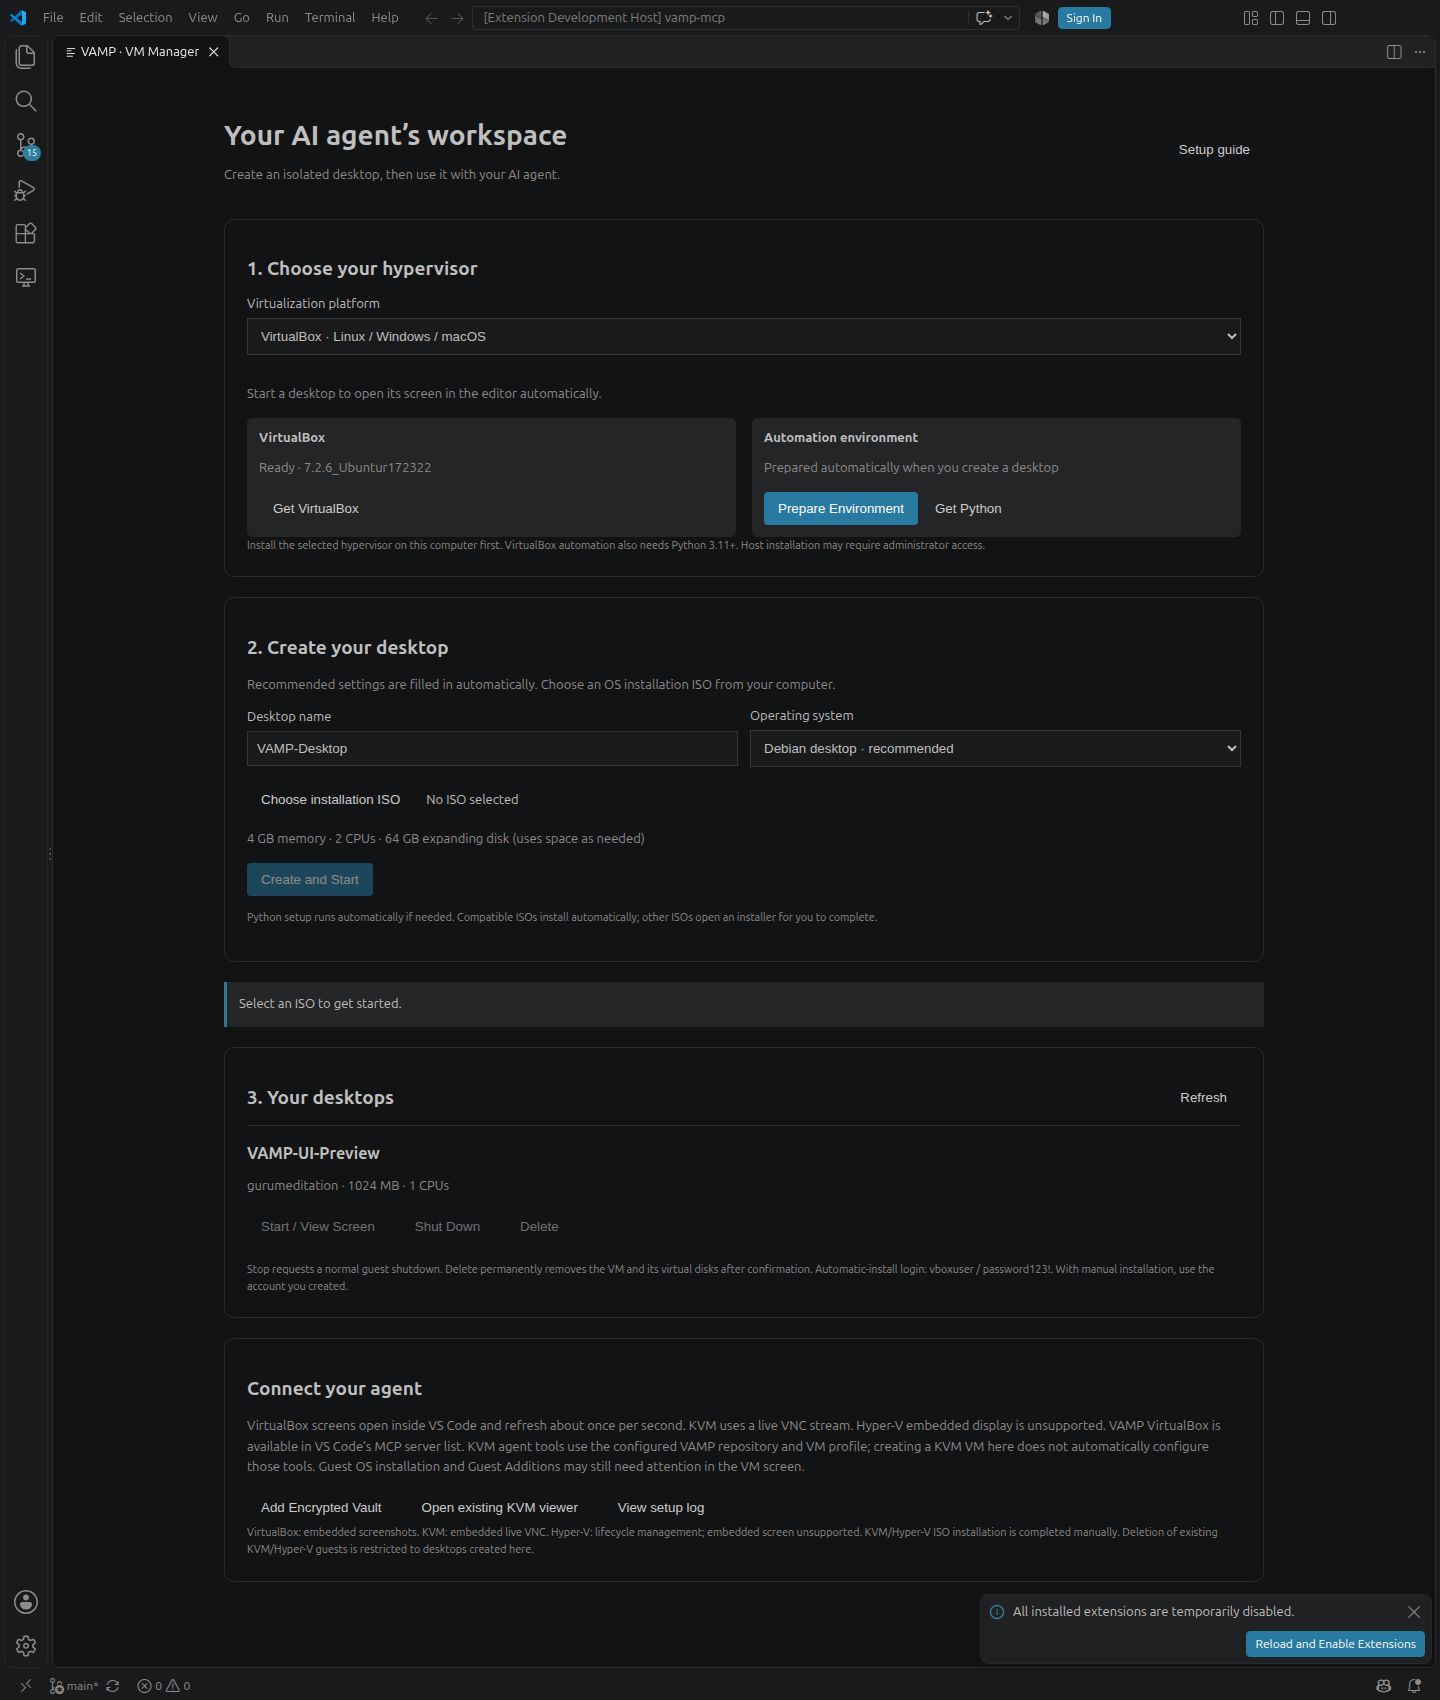 File Edit Selection View Go Run Terminal Help
[Extension Development Host] vamp-mcp
Sign In
VAMP · VM Manager
15
Your AI agent’s workspace
Create an isolated desktop, then use it with your AI agent.
Setup guide
1. Choose your hypervisor
Virtualization platform
VirtualBox · Linux / Windows / macOS
Start a desktop to open its screen in the editor automatically.
VirtualBox
Ready · 7.2.6_Ubuntur172322
Get VirtualBox
Automation environment
Prepared automatically when you create a desktop
Prepare Environment
Get Python
Install the selected hypervisor on this computer first. VirtualBox automation also needs Python 3.11+. Host installation may require administrator access.
2. Create your desktop
Recommended settings are filled in automatically. Choose an OS installation ISO from your computer.
Desktop name
VAMP-Desktop
Operating system
Debian desktop · recommended
Choose installation ISO
No ISO selected
4 GB memory · 2 CPUs · 64 GB expanding disk (uses space as needed)
Create and Start
Python setup runs automatically if needed. Compatible ISOs install automatically; other ISOs open an installer for you to complete.
Select an ISO to get started.
3. Your desktops
Refresh
VAMP-UI-Preview
gurumeditation · 1024 MB · 1 CPUs
Start / View Screen
Shut Down
Delete
Stop requests a normal guest shutdown. Delete permanently removes the VM and its virtual disks after confirmation. Automatic-install login: vboxuser / password123!. With manual installation, use the
account you created.
Connect your agent
VirtualBox screens open inside VS Code and refresh about once per second. KVM uses a live VNC stream. Hyper-V embedded display is unsupported. VAMP VirtualBox is
available in VS Code’s MCP server list. KVM agent tools use the configured VAMP repository and VM profile; creating a KVM VM here does not automatically configure
those tools. Guest OS installation and Guest Additions may still need attention in the VM screen.
Add Encrypted Vault
Open existing KVM viewer
View setup log
VirtualBox: embedded screenshots. KVM: embedded live VNC. Hyper-V: lifecycle management; embedded screen unsupported. KVM/Hyper-V ISO installation is completed manually. Deletion of existing
KVM/Hyper-V guests is restricted to desktops created here.
All installed extensions are temporarily disabled.
Reload and Enable Extensions
main* 0 0